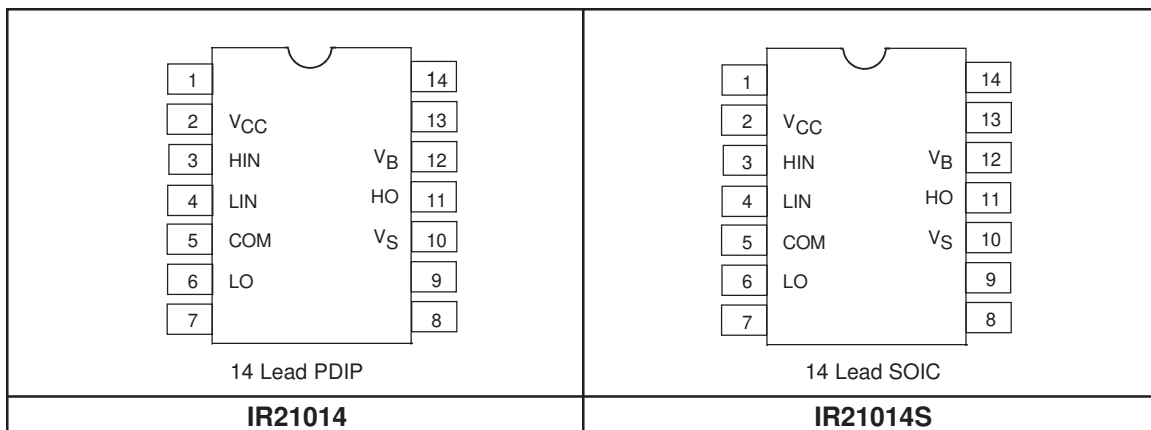 1 14
2 VCC 13
3 HIN VB 12
4 LIN HO 11
5 COM VS 10
6 LO 9
7 8
14 Lead PDIP
IR21014
1 14
2 VCC 13
3 HIN VB 12
4 LIN HO 11
5 COM VS 10
6 LO 9
7 8
14 Lead SOIC
IR21014S